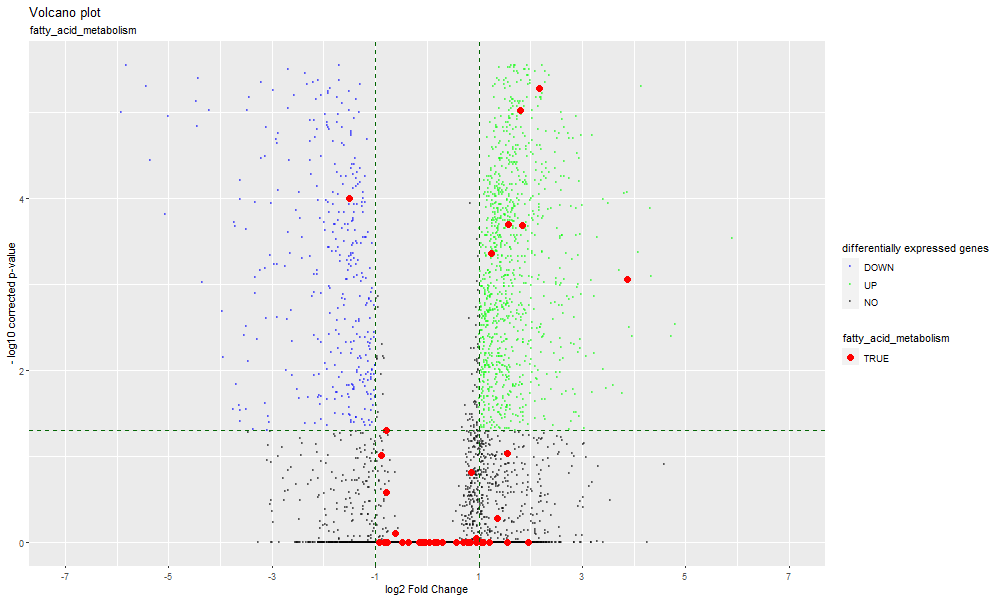 Volcano plot
fatty_acid_metabolism
- log10 corrected p-value
4
2
0
-7
-5
-3
-1
1
3
5
7
log2 Fold Change
differentially expressed genes
DOWN
UP
NO
fatty_acid_metabolism
TRUE